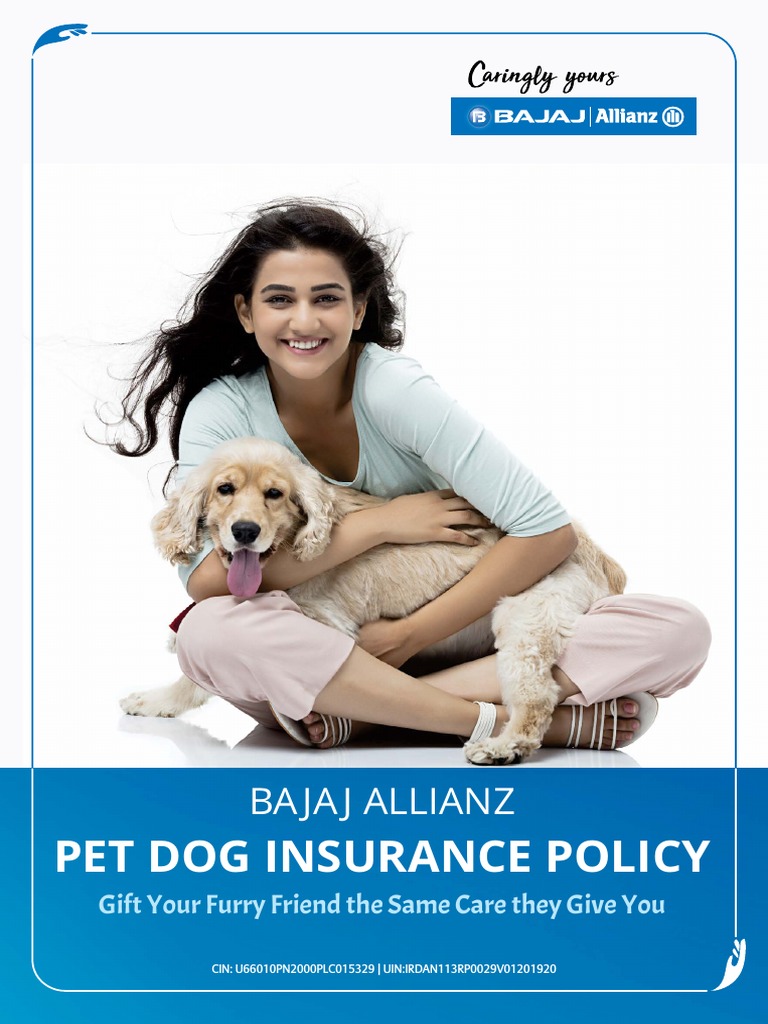 Caringly yours
BAJAJ | Allianz
BAJAJ ALLIANZ
PET DOG INSURANCE POLICY
Gift Your Furry Friend the Same Care they Give You
CIN: U66010PN2000PLC015329 | UIN:IRDAN113RP0029V01201920